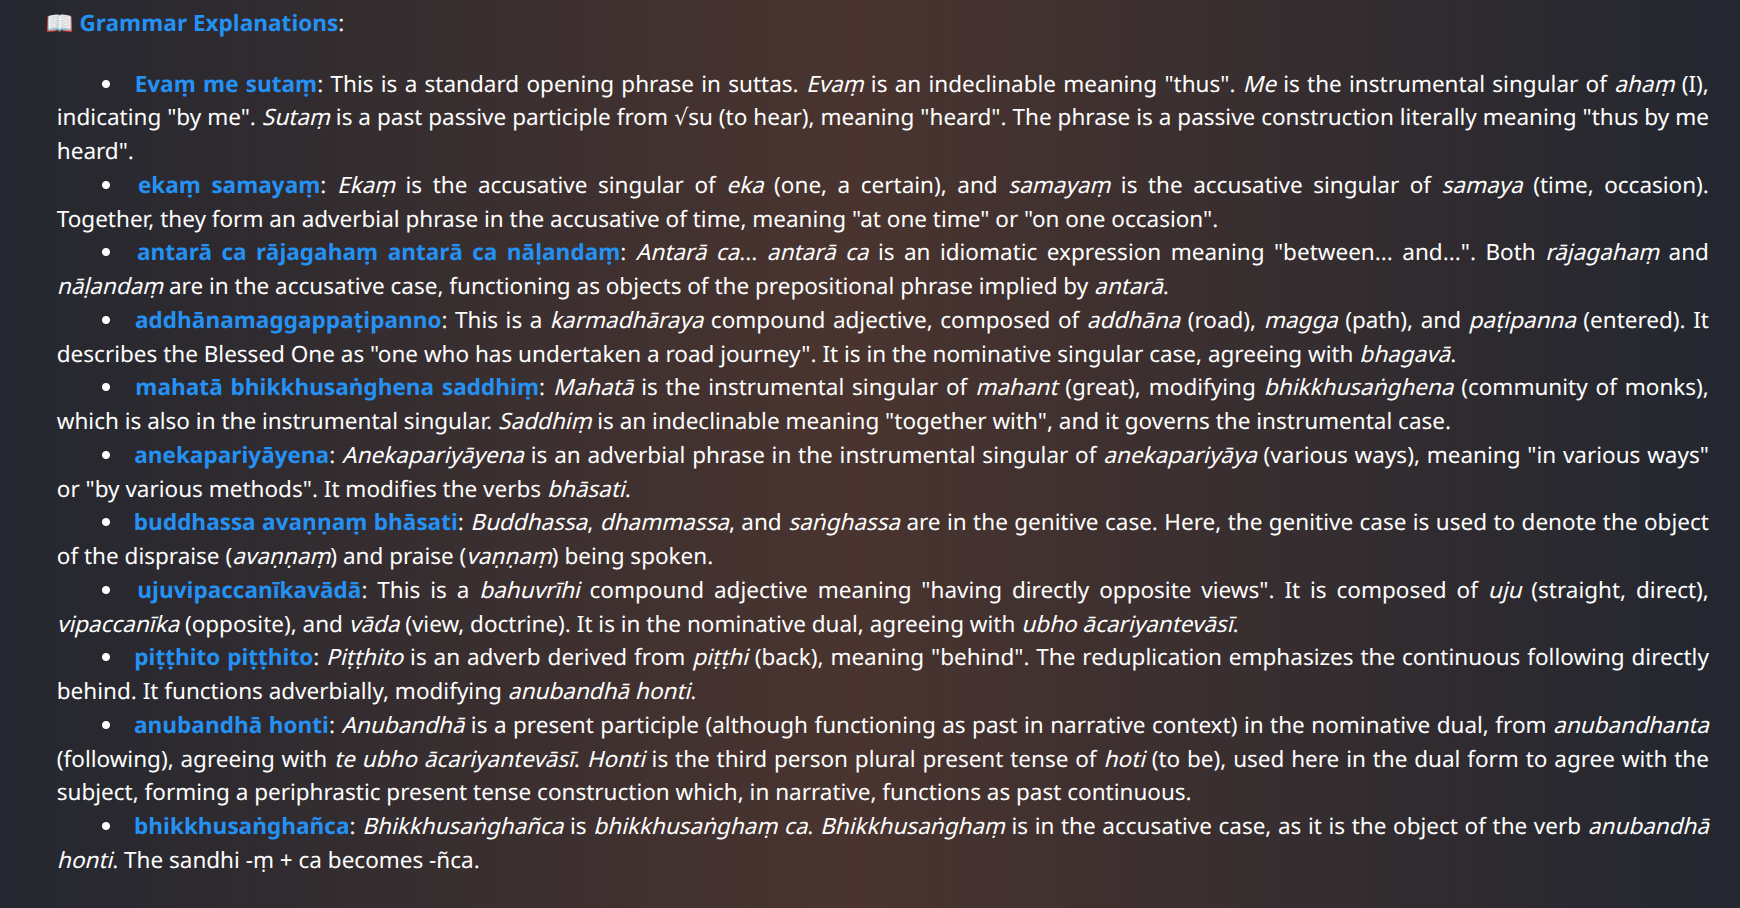 📖 Grammar Explanations:
• Evaṃ me sutaṃ: This is a standard opening phrase in suttas. Evaṃ is an indeclinable meaning "thus". Me is the instrumental singular of ahaṃ (I),
indicating "by me". Sutaṃ is a past passive participle from √su (to hear), meaning "heard". The phrase is a passive construction literally meaning "thus by me
heard".
• ekaṃ samayaṃ: Ekaṃ is the accusative singular of eka (one, a certain), and samayaṃ is the accusative singular of samaya (time, occasion).
Together, they form an adverbial phrase in the accusative of time, meaning "at one time" or "on one occasion".
• antarā ca rājagahaṃ antarā ca nāḷandaṃ: Antarā ca... antarā ca is an idiomatic expression meaning "between... and...". Both rājagahaṃ and
nāḷandaṃ are in the accusative case, functioning as objects of the prepositional phrase implied by antarā.
• addhānamaggappaṭipanno: This is a karmadhāraya compound adjective, composed of addhāna (road), magga (path), and paṭipanna (entered). It
describes the Blessed One as "one who has undertaken a road journey". It is in the nominative singular case, agreeing with bhagavā.
• mahatā bhikkhusaṅghena saddhiṃ: Mahatā is the instrumental singular of mahant (great), modifying bhikkhusaṅghena (community of monks),
which is also in the instrumental singular. Saddhiṃ is an indeclinable meaning "together with", and it governs the instrumental case.
• anekapariyāyena: Anekapariyāyena is an adverbial phrase in the instrumental singular of anekapariyāya (various ways), meaning "in various ways"
or "by various methods". It modifies the verbs bhāsati.
• buddhassa avaṇṇaṃ bhāsati: Buddhassa, dhammassa, and saṅghassa are in the genitive case. Here, the genitive case is used to denote the object
of the dispraise (avaṇṇaṃ) and praise (vaṇṇaṃ) being spoken.
• ujuvipaccanīkavādā: This is a bahuvrīhi compound adjective meaning "having directly opposite views". It is composed of uju (straight, direct),
vipaccanīka (opposite), and vāda (view, doctrine). It is in the nominative dual, agreeing with ubho ācariyantevāsī.
• piṭṭhito piṭṭhito: Piṭṭhito is an adverb derived from piṭṭhi (back), meaning "behind". The reduplication emphasizes the continuous following directly
behind. It functions adverbially, modifying anubandhā honti.
• anubandhā honti: Anubandhā is a present participle (although functioning as past in narrative context) in the nominative dual, from anubandhanta
(following), agreeing with te ubho ācariyantevāsī. Honti is the third person plural present tense of hoti (to be), used here in the dual form to agree with the
subject, forming a periphrastic present tense construction which, in narrative, functions as past continuous.
• bhikkhusaṅghañca: Bhikkhusaṅghañca is bhikkhusaṅghaṃ ca. Bhikkhusaṅghaṃ is in the accusative case, as it is the object of the verb anubandhā
honti. The sandhi -ṃ + ca becomes -ñca.